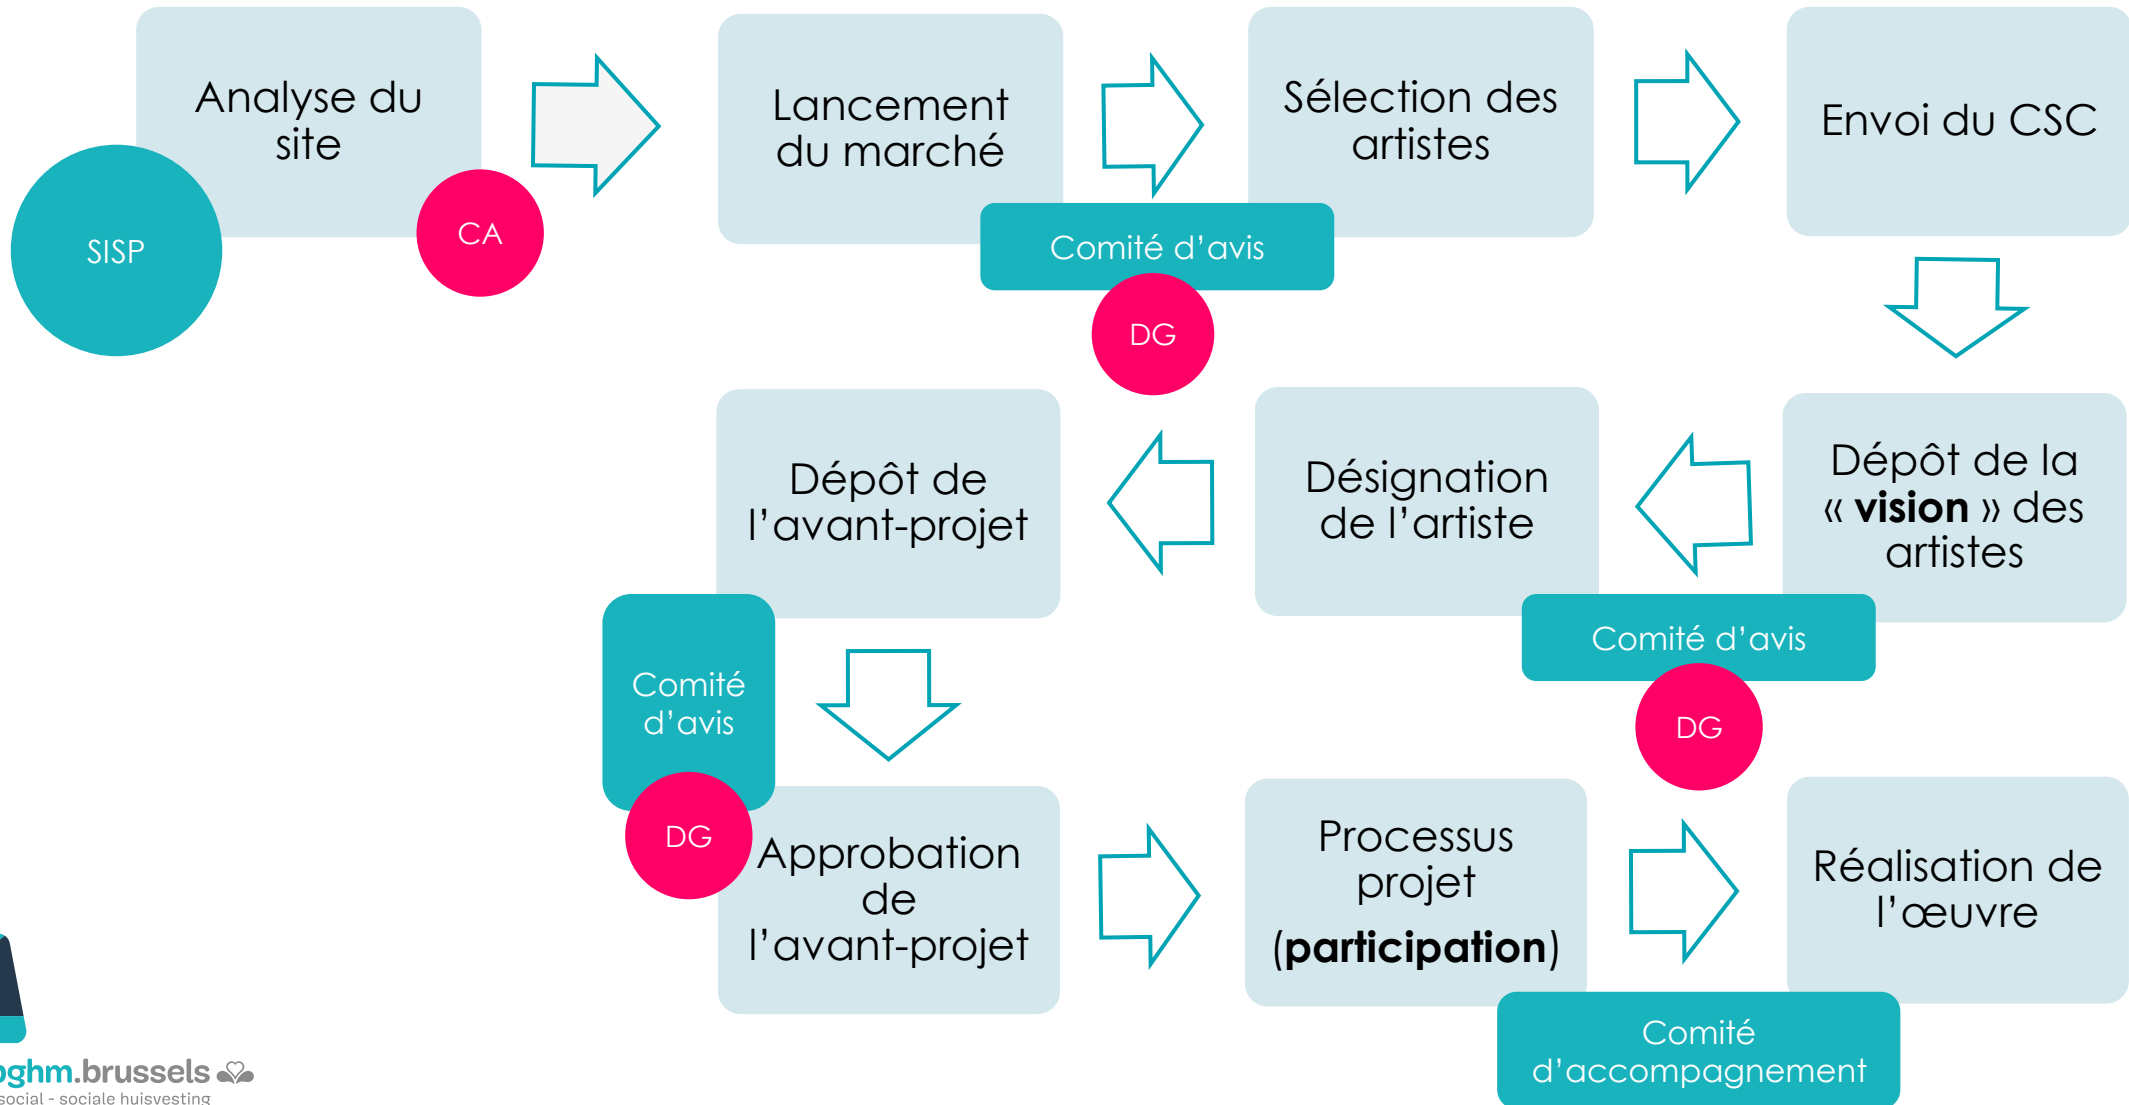 Analyse du
site
SISP
CA
Lancement
du marché
Sélection des
artistes
Comité d’avis
DG
Envoi du CSC
Dépôt de la
« vision » des
artistes
Désignation
de l’artiste
Comité d’avis
DG
Dépôt de
l’avant-projet
Comité
d’avis
DG
Approbation
de
l’avant-projet
Processus
projet
(participation)
Réalisation de
l’œuvre
Comité
d’accompagnement
ghm.brussels
social - sociale huisvesting